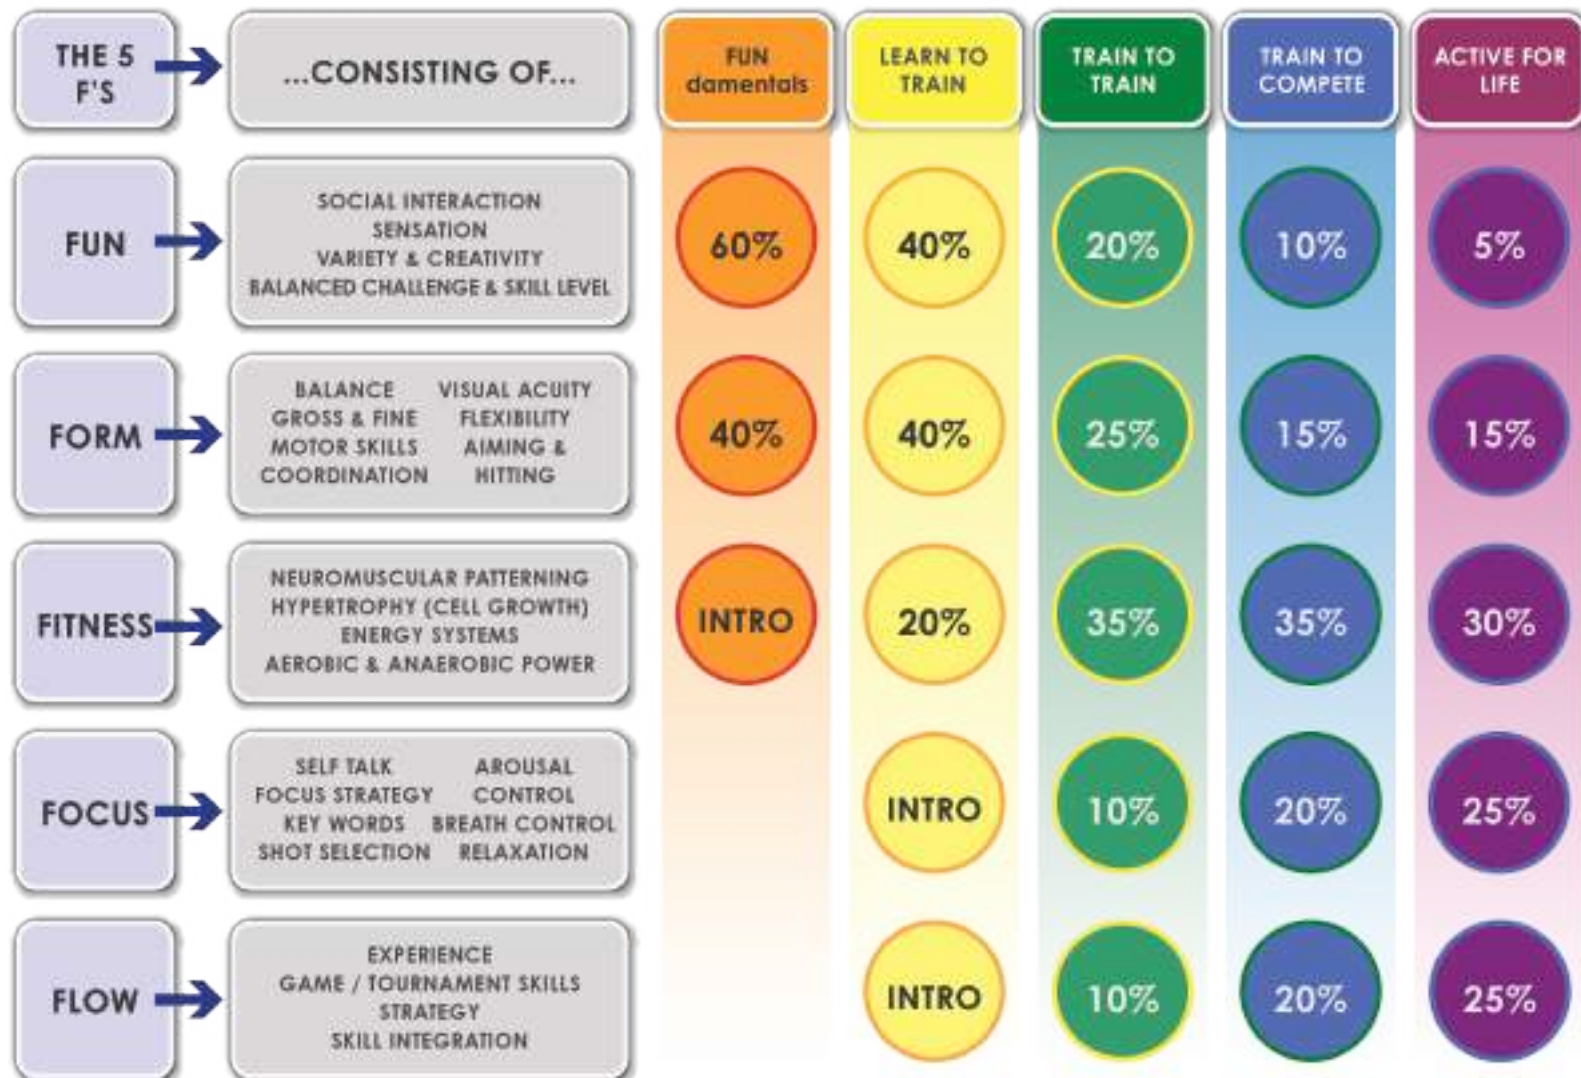 THE 5
F'S
...CONSISTING OF...
FUN
damentals
LEARN TO
TRAIN
TRAIN TO
TRAIN
TRAIN TO
COMPETE
ACTIVE FOR
LIFE
FUN
SOCIAL INTERACTION
SENSATION
VARIETY & CREATIVITY
BALANCED CHALLENGE & SKILL LEVEL
60%
40%
20%
10%
5%
FORM
BALANCE
GROSS & FINE
MOTOR SKILLS
COORDINATION
VISUAL ACUITY
FLEXIBILITY
AIMING &
HITTING
40%
40%
25%
15%
15%
FITNESS
NEUROMUSCULAR PATTERNING
HYPERTROPHY (CELL GROWTH)
ENERGY SYSTEMS
AEROBIC & ANAEROBIC POWER
INTRO
20%
35%
35%
30%
FOCUS
SELF TALK
FOCUS STRATEGY
KEY WORDS
SHOT SELECTION
AROUSAL
CONTROL
BREATH CONTROL
RELAXATION
INTRO
10%
20%
25%
FLOW
EXPERIENCE
GAME / TOURNAMENT SKILLS
STRATEGY
SKILL INTEGRATION
INTRO
10%
20%
25%